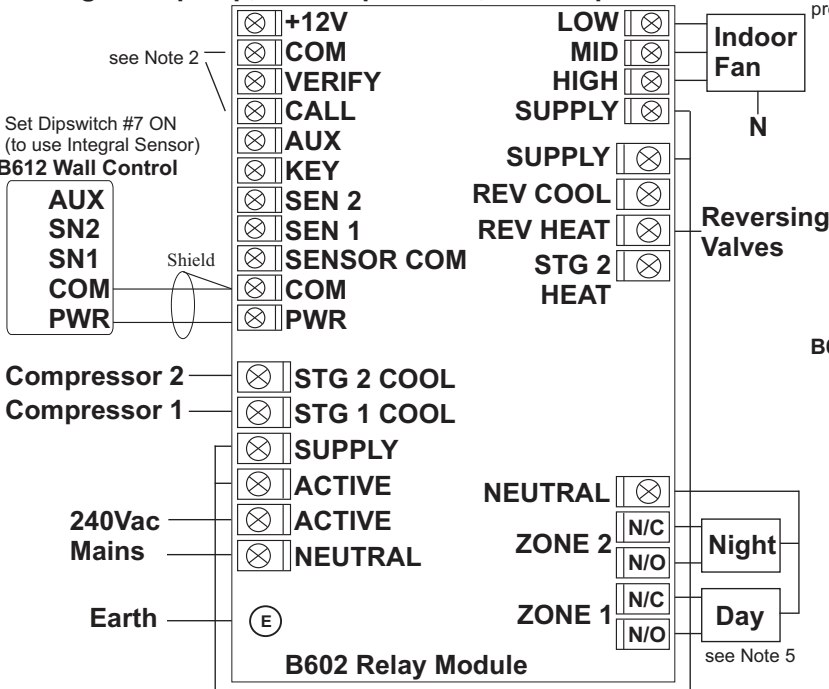 +12V
COM
VERIFY
CALL
AUX
KEY
SEN 2
SEN 1
SENSOR COM
COM
PWR
see Note 2
Set Dipswitch #7 ON
(to use Integral Sensor)
B612 Wall Control
AUX
SN2
SN1
COM
PWR
Shield
Compressor 2
Compressor 1
STG 2 COOL
STG 1 COOL
SUPPLY
ACTIVE
ACTIVE
NEUTRAL
240Vac
Mains
Earth
E
B602 Relay Module
LOW
MID
HIGH
SUPPLY
Indoor
Fan
N
SUPPLY
REV COOL
REV HEAT
STG 2
HEAT
Reversing
Valves
NEUTRAL
ZONE 2
N/C
N/O
Night
ZONE 1
N/C
N/O
Day
see Note 5